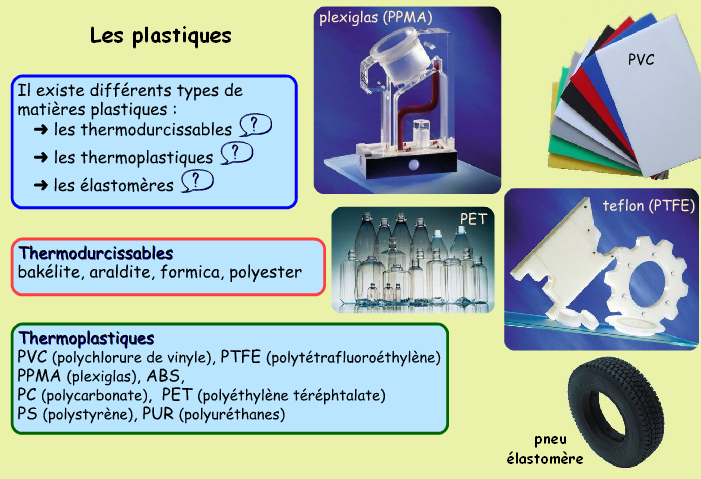 Les plastiques
Il existe différents types de
matières plastiques :
➜ les thermodurcissables ?
➜ les thermoplastiques ?
➜ les élastomères ?
Thermodurcissables
bakélite, araldite, formica, polyester
Thermoplastiques
PVC (polychlorure de vinyle), PTFE (polytétrafluoroéthylène)
PPMA (plexiglas), ABS,
PC (polycarbonate), PET (polyéthylène téréphtalate)
PS (polystyrène), PUR (polyuréthanes)
plexiglas (PPMA)
PVC
PET
teflon (PTFE)
pneu
élastomère